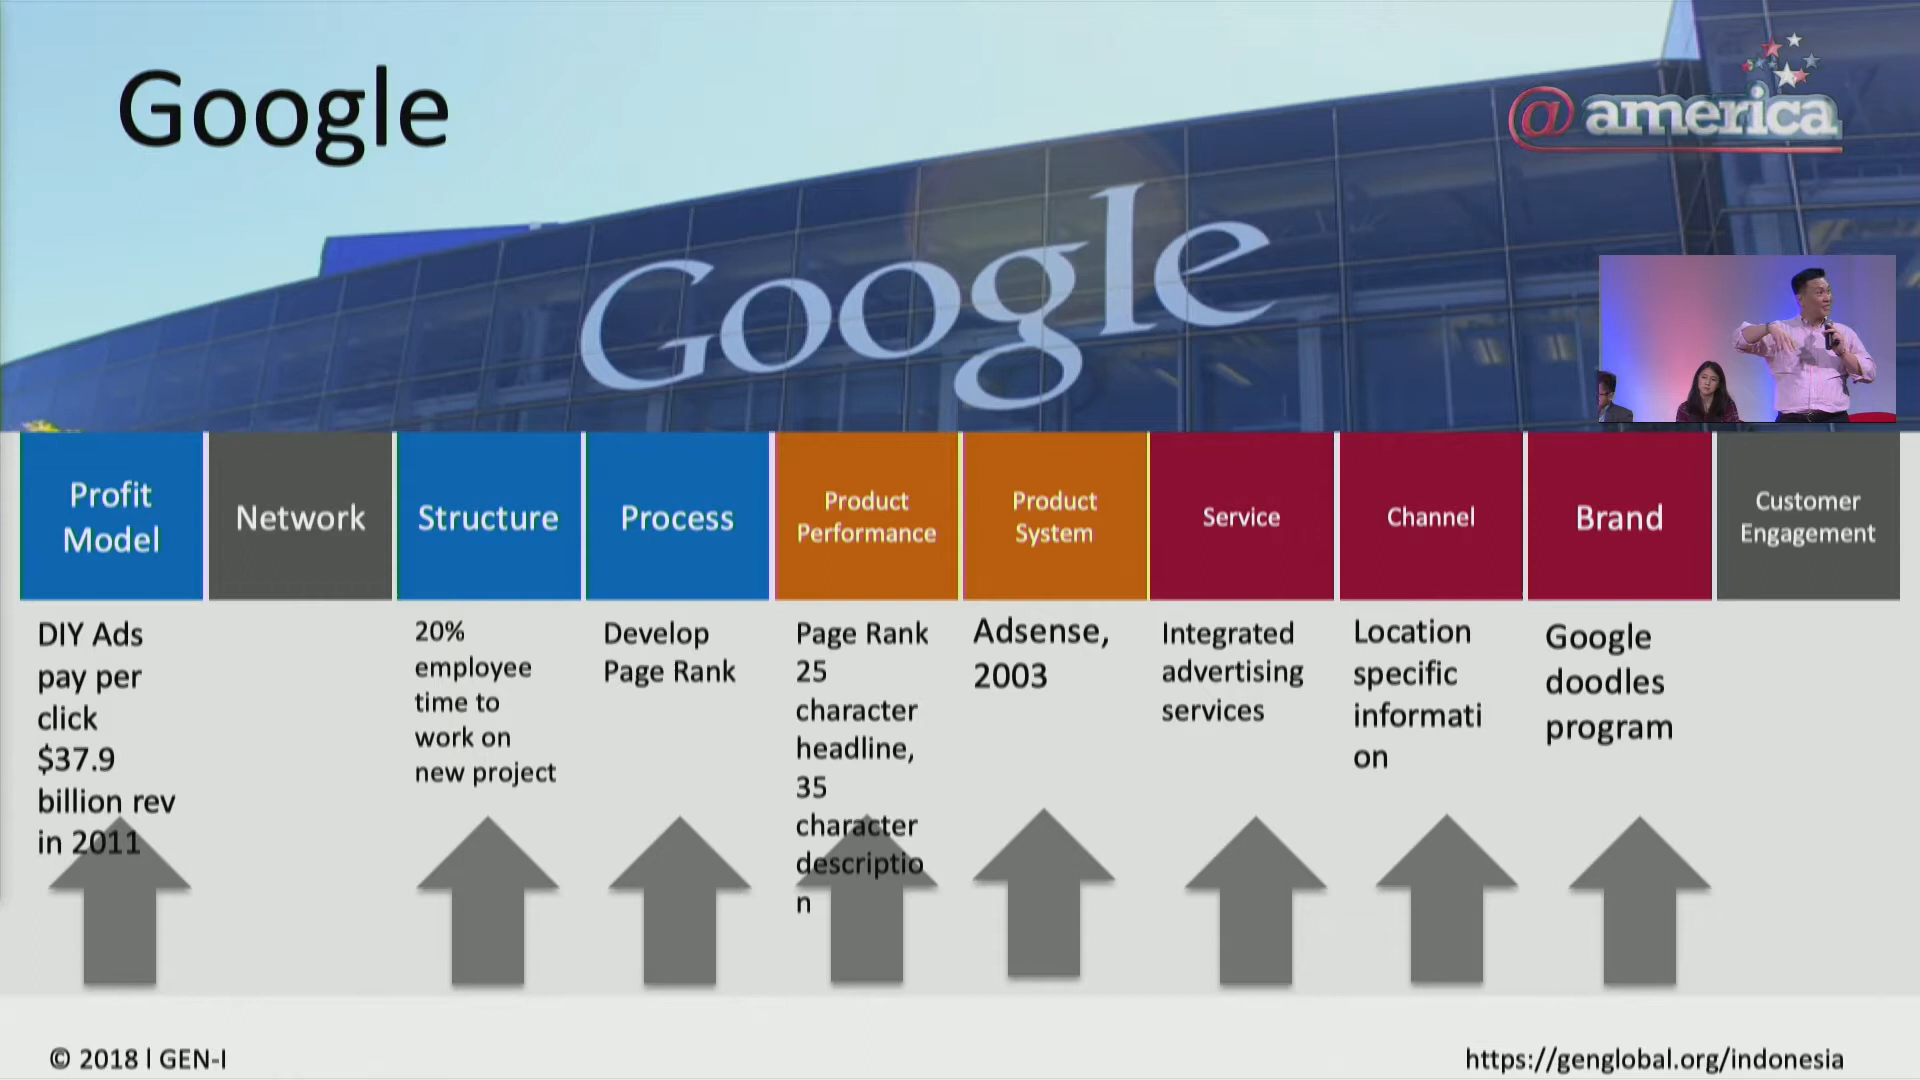 Google
@america
Google
Profit
Model
Network
Structure
Process
Product
Performance
Product
System
Service
Channel
Brand
Customer
Engagement
DIY Ads
pay per
click
$37.9
billion rev
in 2011
20%
employee
time to
work on
new project
Develop
Page Rank
Page Rank
25
character
headline,
35
character
descriptio
n
Adsense,
2003
Integrated
advertising
services
Location
specific
informati
on
Google
doodles
program
© 2018 l GEN-I
https://genglobal.org/indonesia